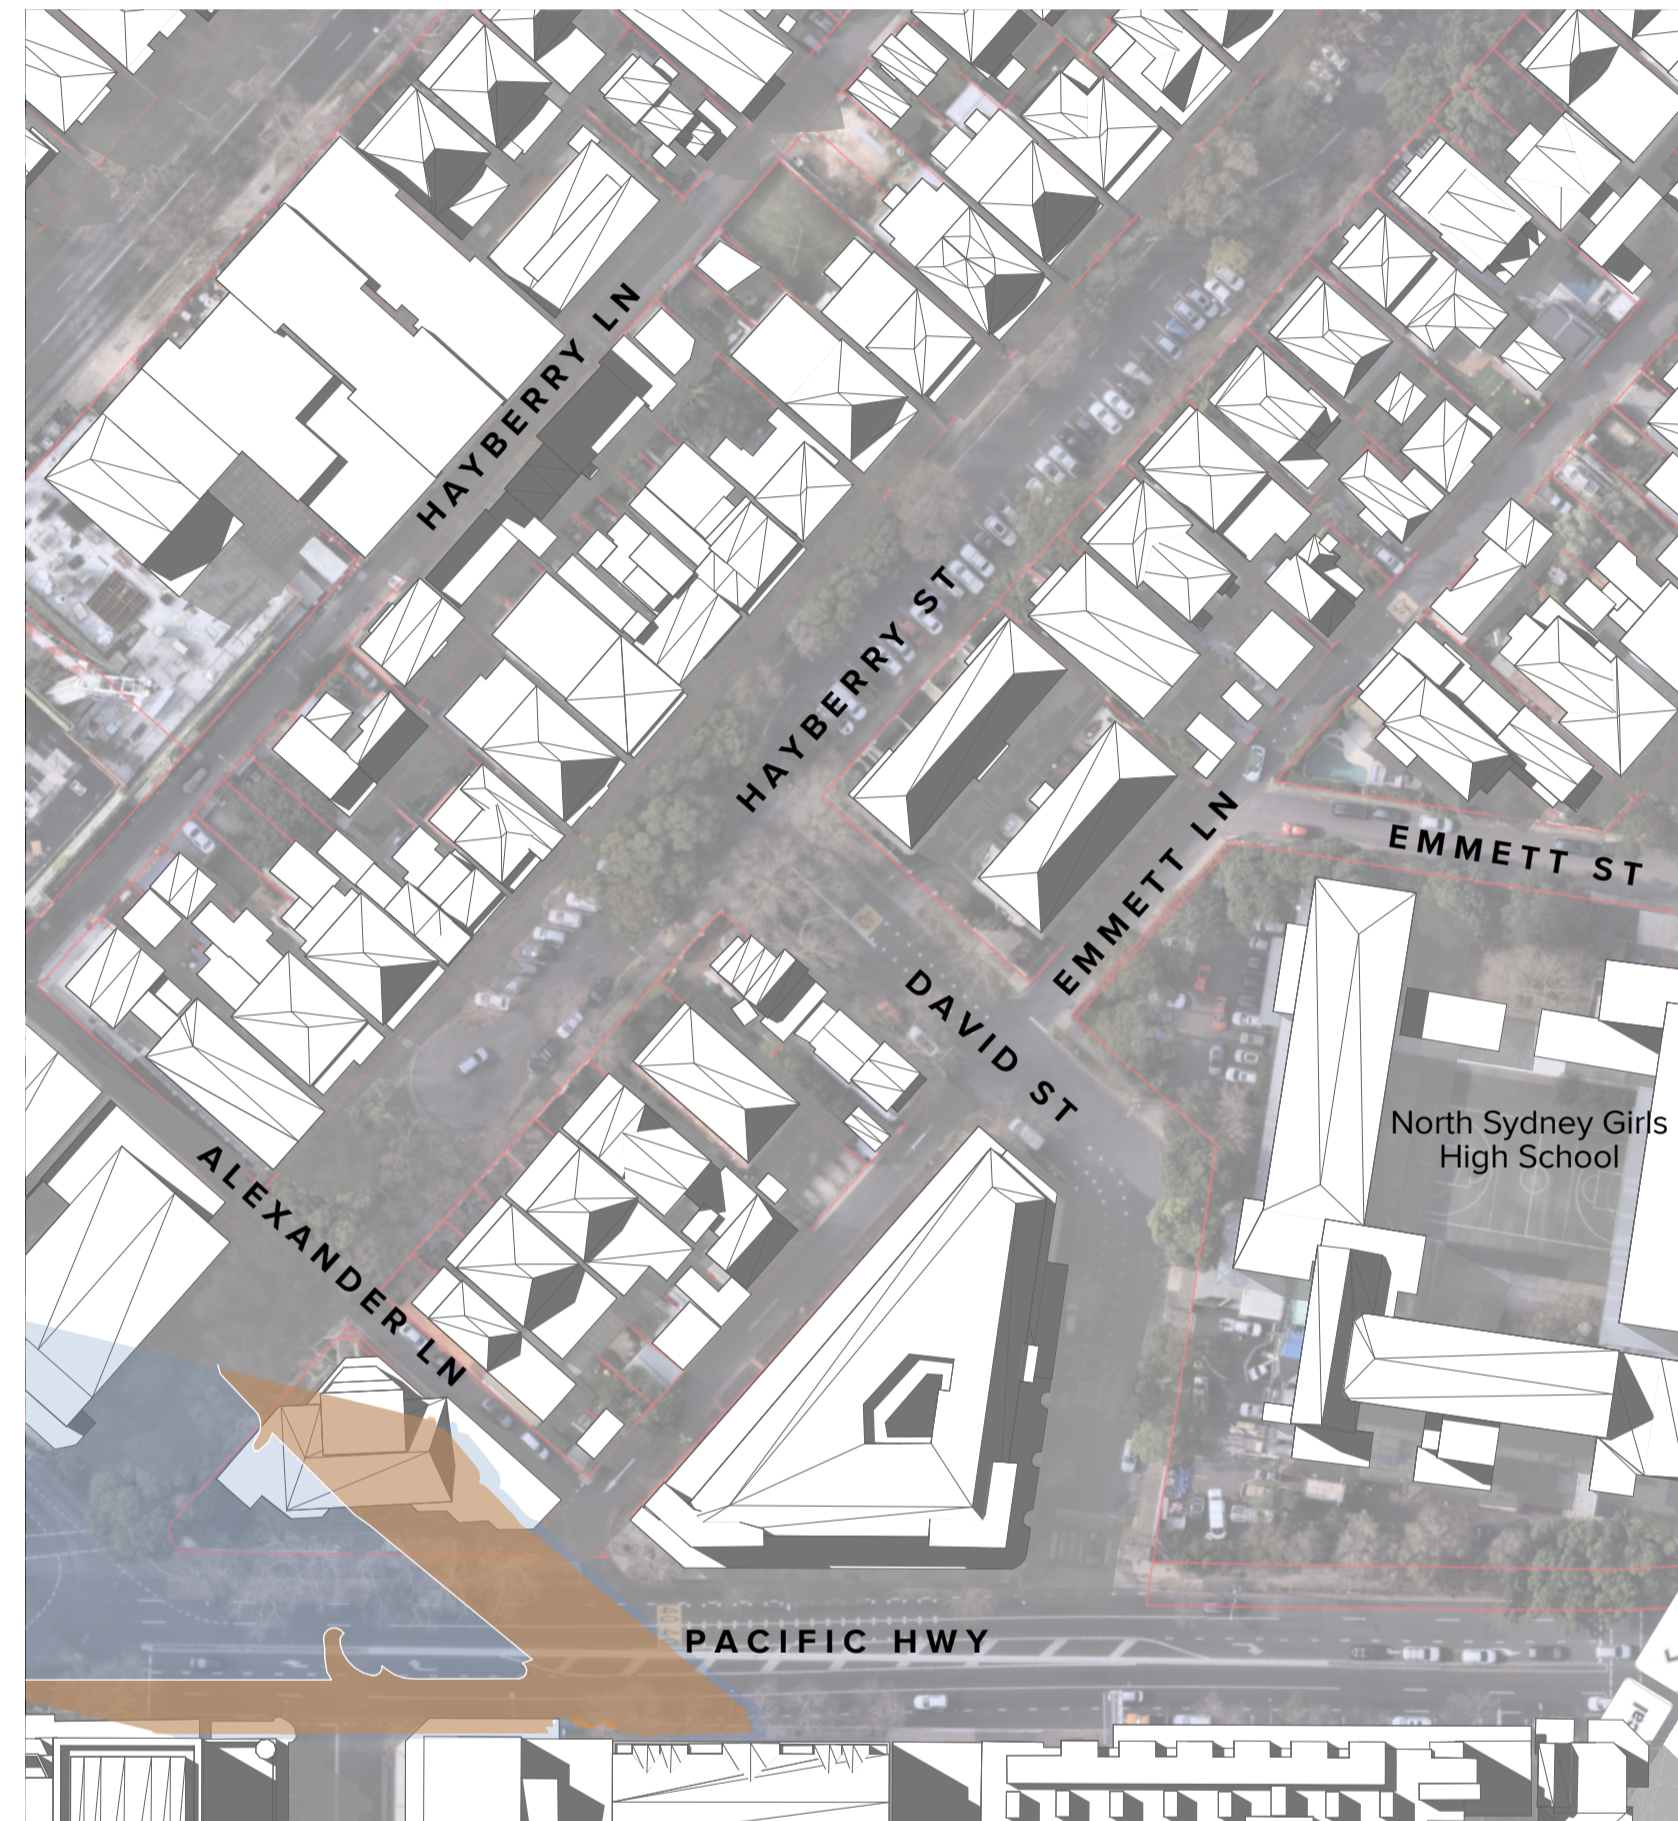 HAYBERRY LN
HAYBERRY ST
EMMETT LN
EMMETT ST
DAVID ST
North Sydney Girls
High School
ALEXANDER LN
PACIFIC HWY
40